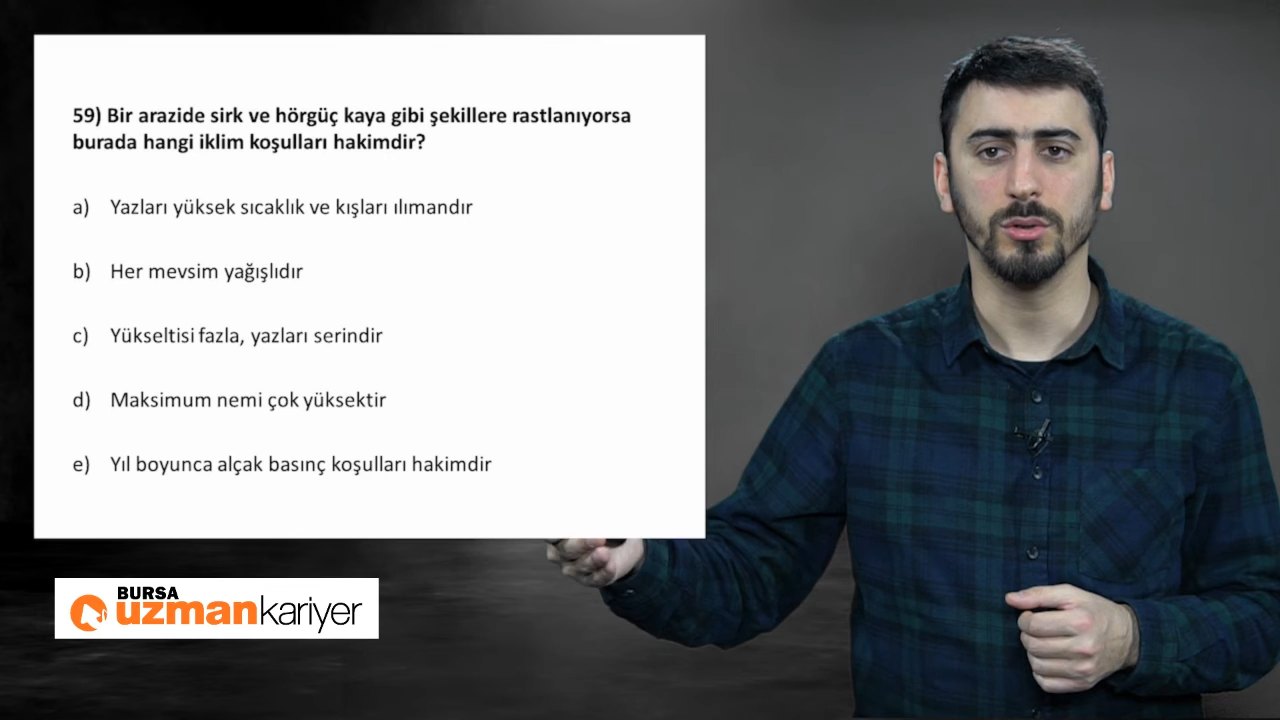 59) Bir arazide sirk ve hörgüç kaya gibi şekillere rastlanıyorsa
burada hangi iklim koşulları hakimdir?
a) Yazları yüksek sıcaklık ve kışları ılımandır
b) Her mevsim yağışlıdır
c) Yükseltisi fazla, yazları serindir
d) Maksimum nemi çok yüksektir
e) Yıl boyunca alçak basınç koşulları hakimdir
BURSA
uzmankariyer